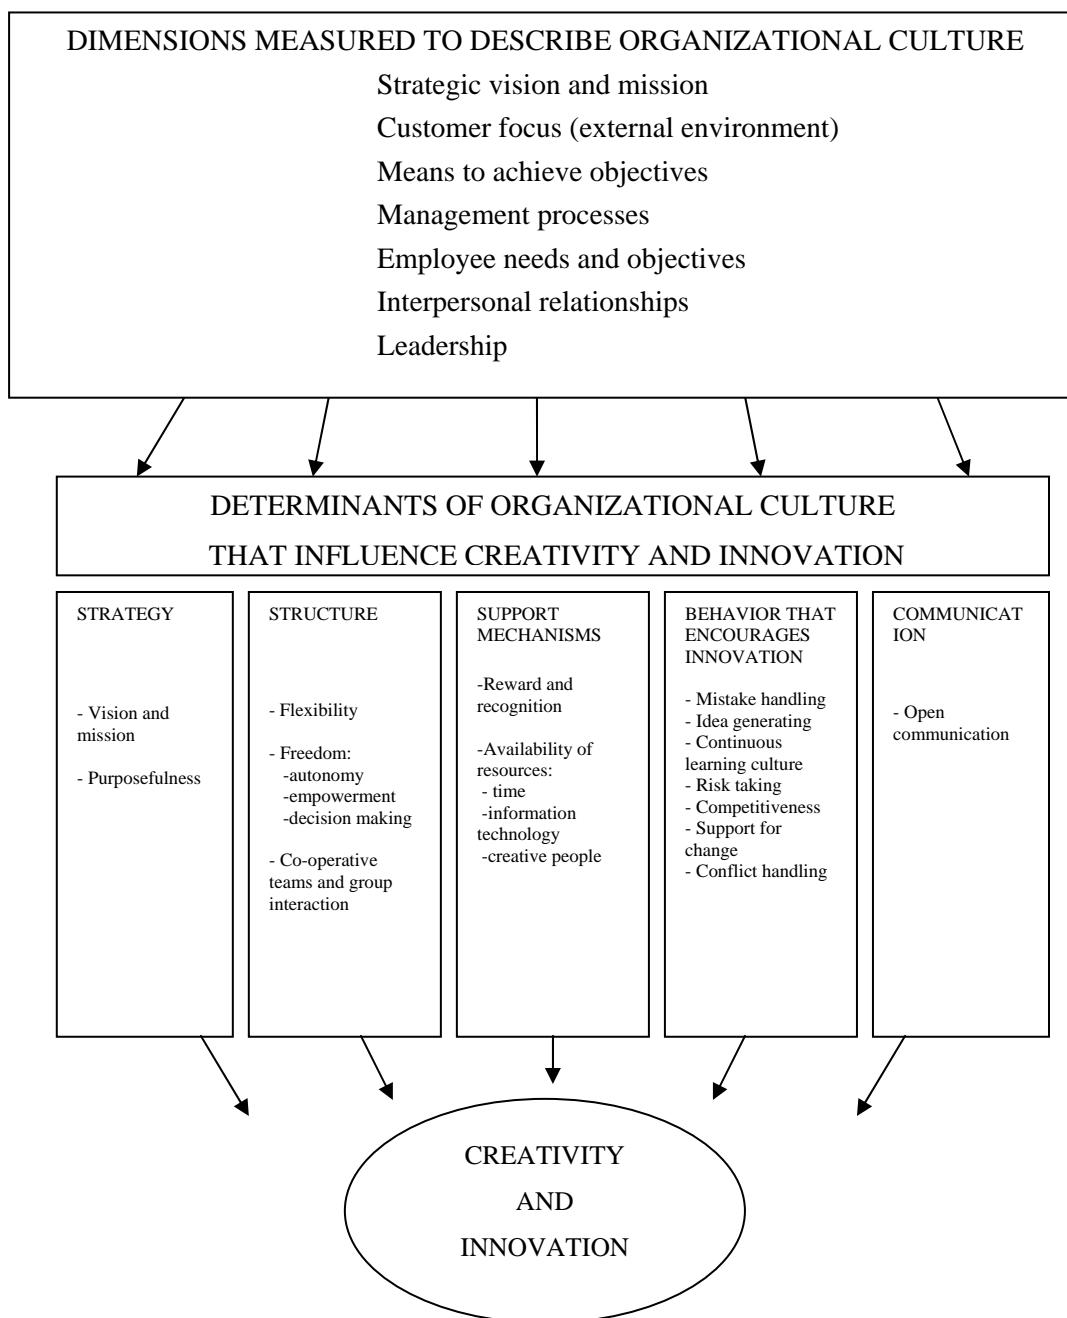 DIMENSIONS MEASURED TO DESCRIBE ORGANIZATIONAL CULTURE
Strategic vision and mission
Customer focus (external environment)
Means to achieve objectives
Management processes
Employee needs and objectives
Interpersonal relationships
Leadership
DETERMINANTS OF ORGANIZATIONAL CULTURE
THAT INFLUENCE CREATIVITY AND INNOVATION
STRATEGY
- Vision and
mission
- Purposefulness
STRUCTURE
- Flexibility
- Freedom:
-autonomy
-empowerment
-decision making
- Co-operative
teams and group
interaction
SUPPORT
MECHANISMS
-Reward and
recognition
-Availability of
resources:
- time
-information
technology
-creative people
BEHAVIOR THAT
ENCOURAGES
INNOVATION
- Mistake handling
- Idea generating
- Continuous
learning culture
- Risk taking
- Competitiveness
- Support for
change
- Conflict handling
COMMUNICAT
ION
- Open
communication
CREATIVITY
AND
INNOVATION